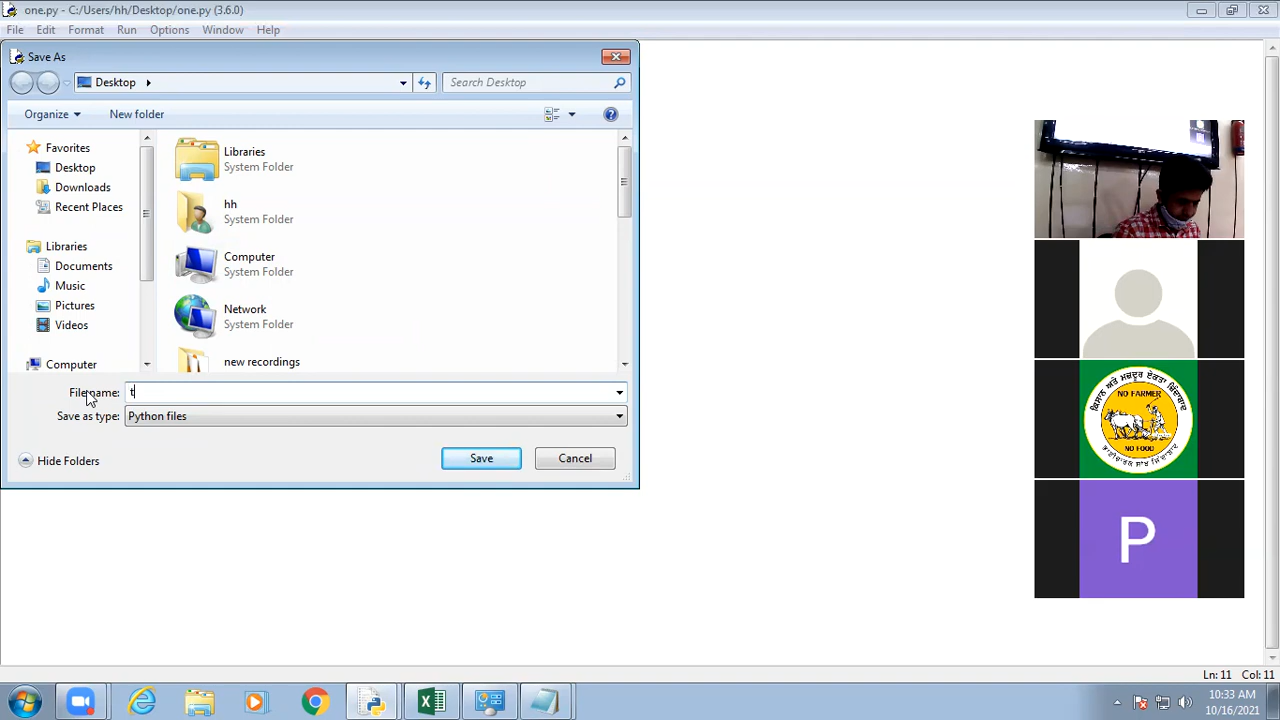 one.py - C:/Users/hh/Desktop/one.py (3.6.0)
File Edit Format Run Options Window Help
Save As
Desktop
Search Desktop
Organize
New folder
Favorites
Desktop
Downloads
Recent Places
Libraries
Documents
Music
Pictures
Videos
Computer
Libraries
System Folder
hh
System Folder
Computer
System Folder
Network
System Folder
new recordings
File name: t
Save as type: Python files
Hide Folders
Save
Cancel
ਕਿਸਾਨ ਅਤੇ ਮਜ਼ਦੂਰ ਏਕਤਾ ਜ਼ਿੰਦਾਬਾਦ
NO FARMER
NO FOOD
P
Ln: 11 Col: 11
10:33 AM
10/16/2021